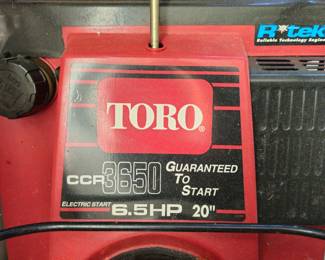 R*tek
Reliable Technology Engine
TORO®
CCR 3650 GUARANTEED
TO
START
ELECTRIC START
6.5HP 20"